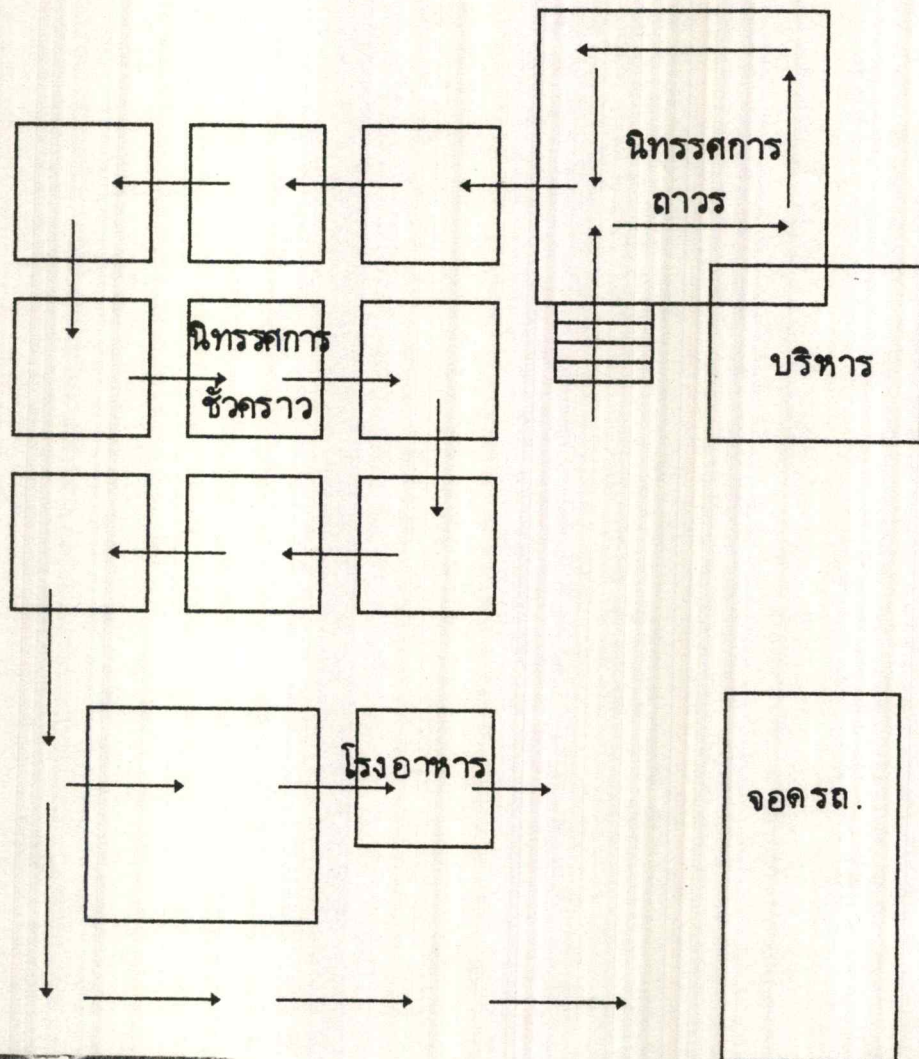 นิทรรศการ
ถาวร
นิทรรศการ
ชั่วคราว
บริหาร
โรงอาหาร
จอดรถ.